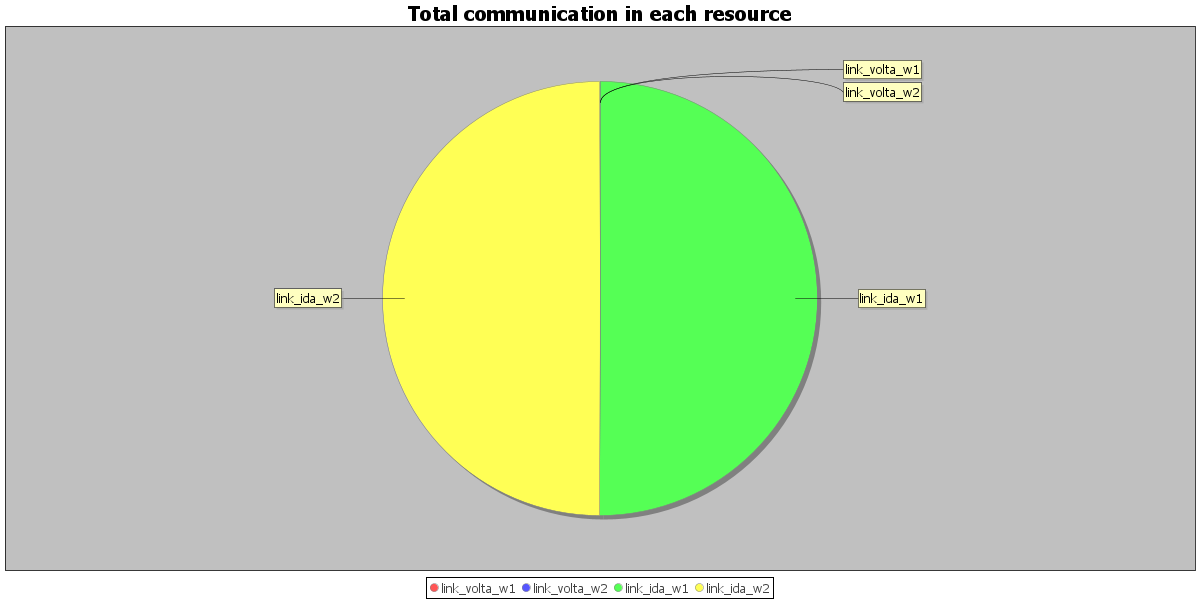 Total communication in each resource
link_volta_w1
link_volta_w2
link_ida_w2
link_ida_w1
link_volta_w1 link_volta_w2 link_ida_w1 link_ida_w2